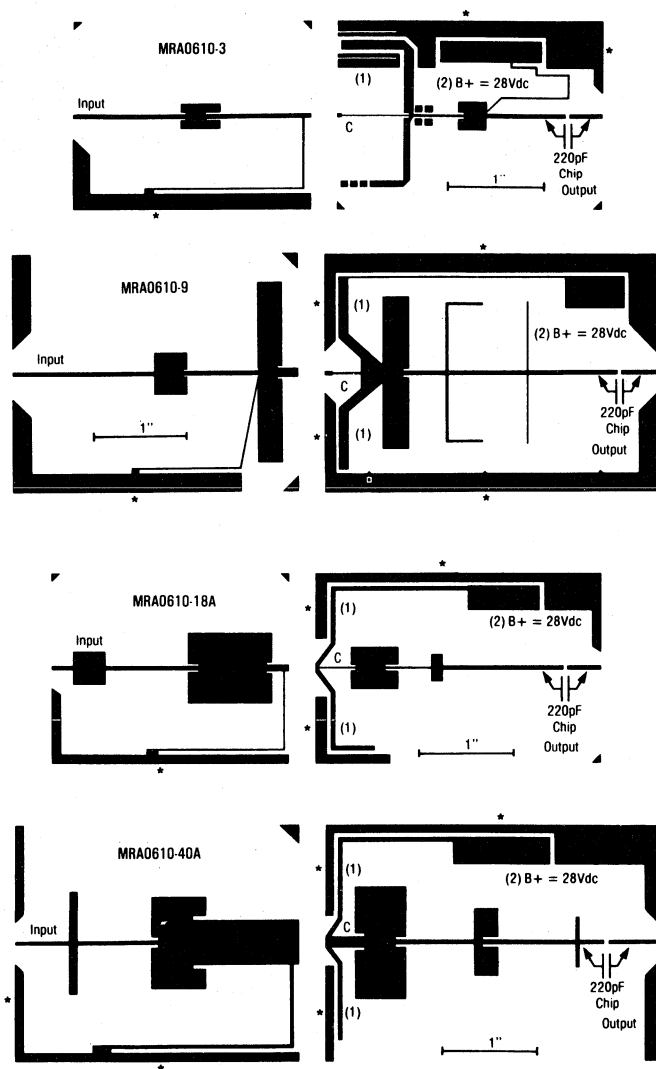 *
MRA0610-3
*
(1)
(2) B+ = 28Vdc
Input
C
220pF
Chip
Output
1"
*
*
MRA0610-9
*
(1)
(2) B+ = 28Vdc
Input
C
220pF
Chip
Output
1"
(1)
*
*
*
*
MRA0610-18A
*
(1)
(2) B+ = 28Vdc
Input
C
220pF
Chip
Output
*
(1)
1"
*
*
MRA0610-40A
*
(1)
(2) B+ = 28Vdc
Input
C
220pF
Chip
Output
*
*
(1)
1"
*